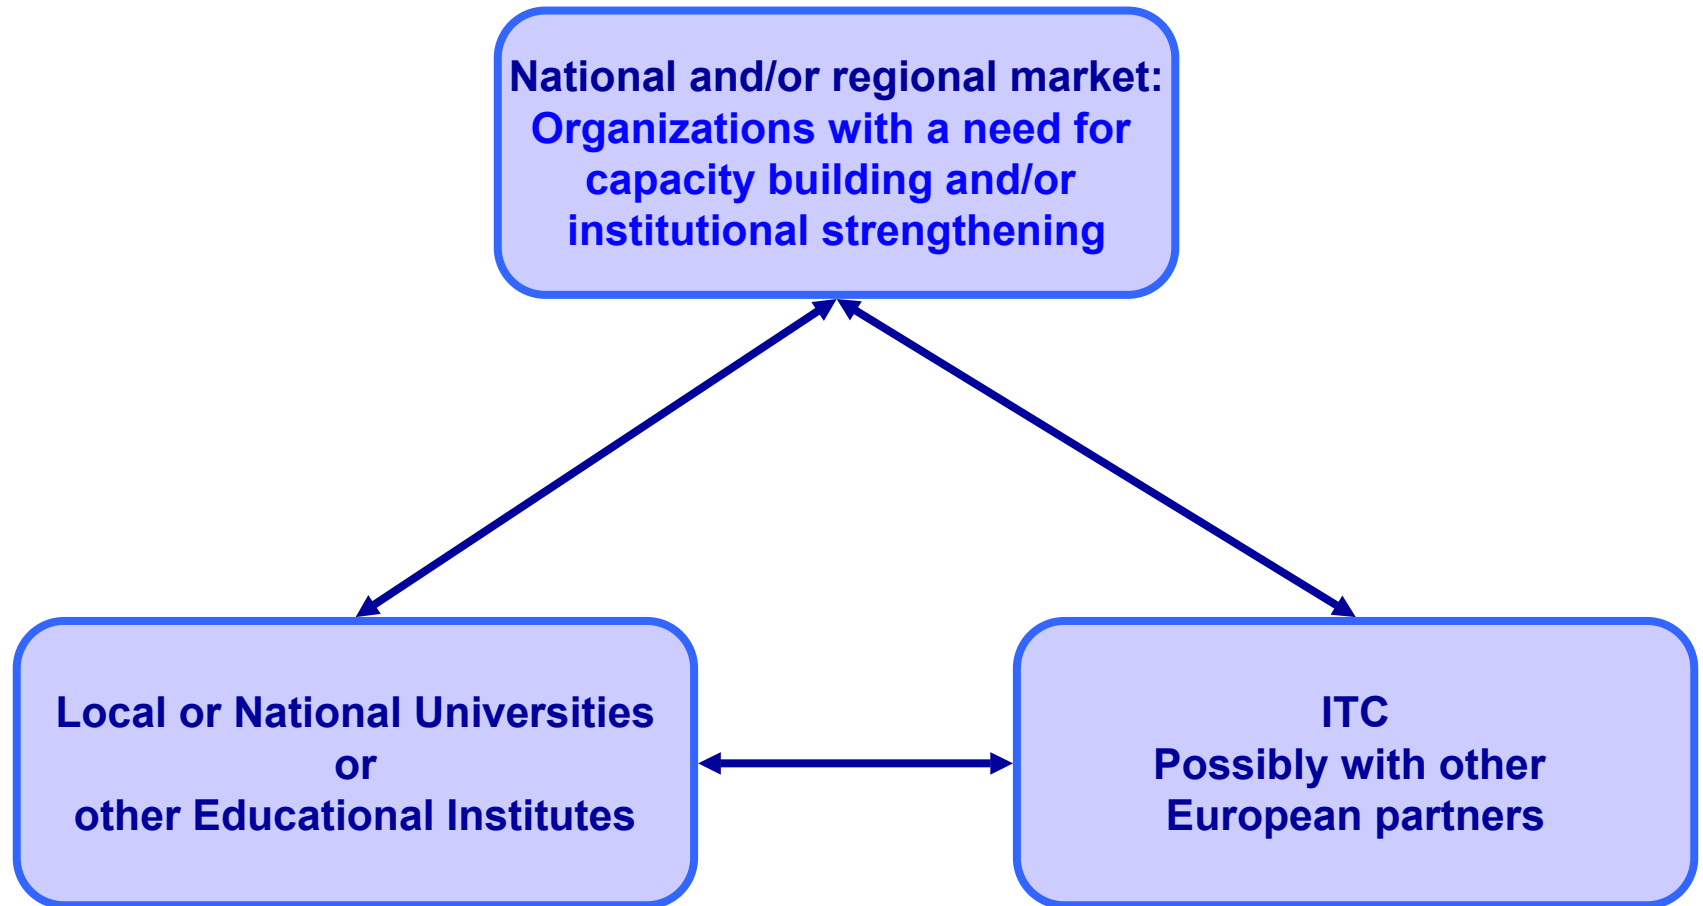 National and/or regional market:
Organizations with a need for
capacity building and/or
institutional strengthening
Local or National Universities
or
other Educational Institutes
ITC
Possibly with other
European partners